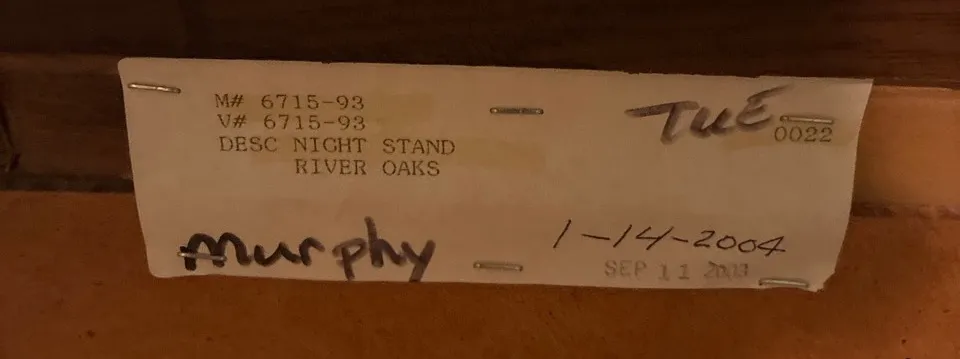 M# 6715-93
V# 6715-93
DESC NIGHT STAND
RIVER OAKS
TUE
0022
Murphy
1-14-2004
SEP 11 2003